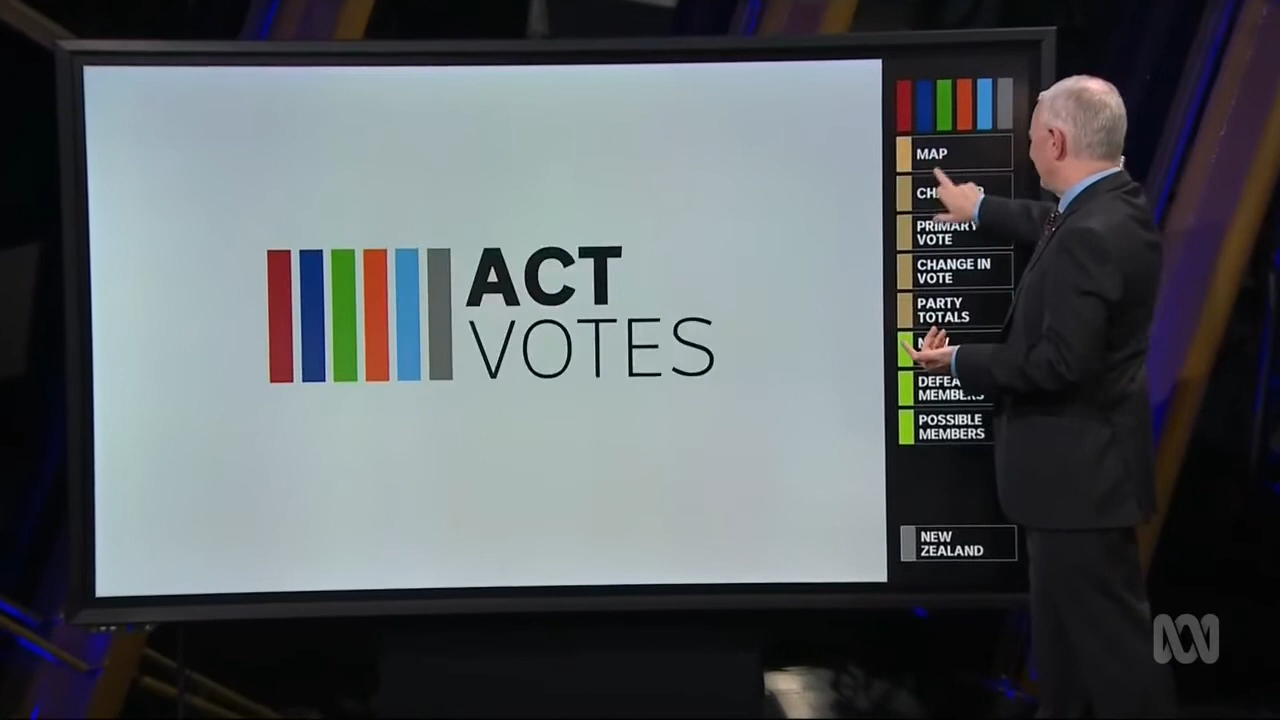 ACT
VOTES
MAP
PRIMARY
VOTE
CHANGE IN
VOTE
PARTY
TOTALS
MEMBERS
POSSIBLE
MEMBERS
NEW
ZEALAND